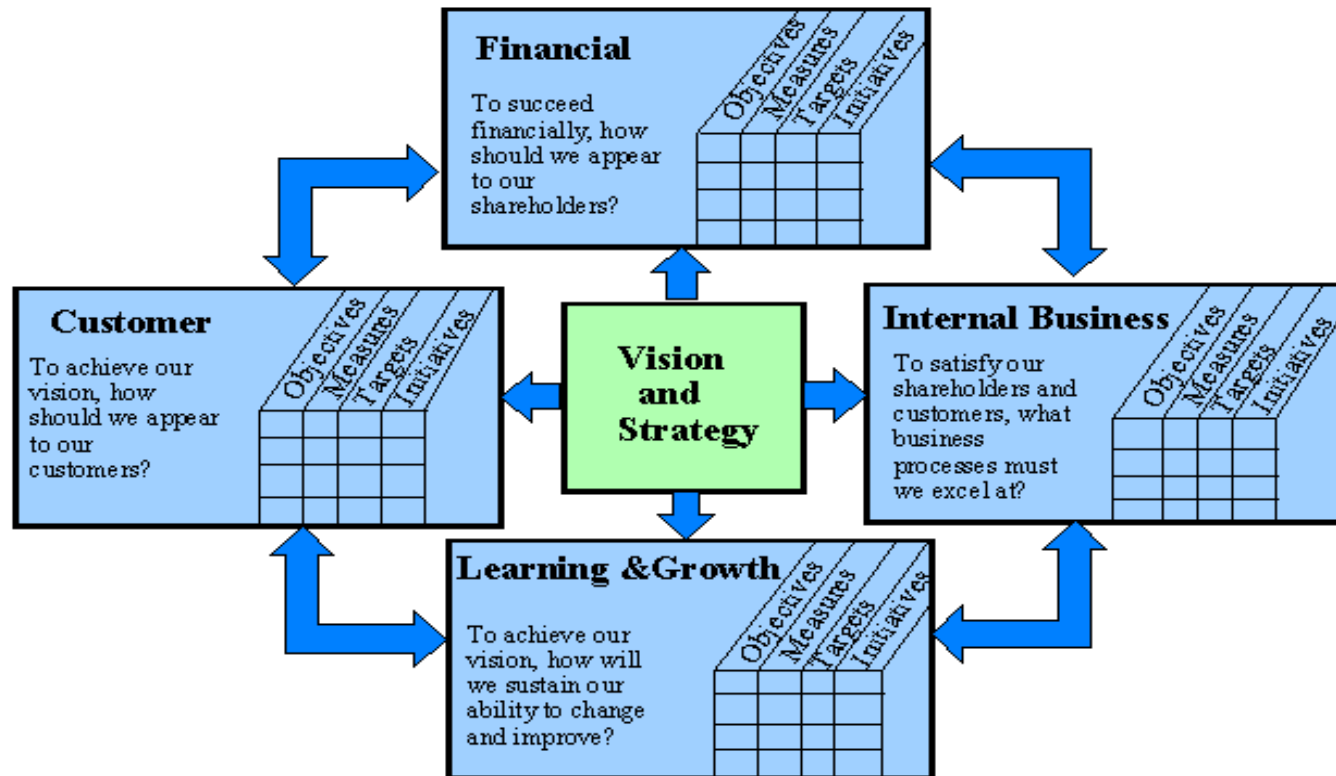 Financial
To succeed
financially, how
should we appear
to our
shareholders?
Objectives
Measures
Targets
Initiatives
Customer
To achieve our
vision, how
should we appear
to our
customers?
Objectives
Measures
Targets
Initiatives
Vision
and
Strategy
Internal Business
To satisfy our
shareholders and
customers, what
business
processes must
we excel at?
Objectives
Measures
Targets
Initiatives
Learning &Growth
To achieve our
vision, how will
we sustain our
ability to change
and improve?
Objectives
Measures
Targets
Initiatives